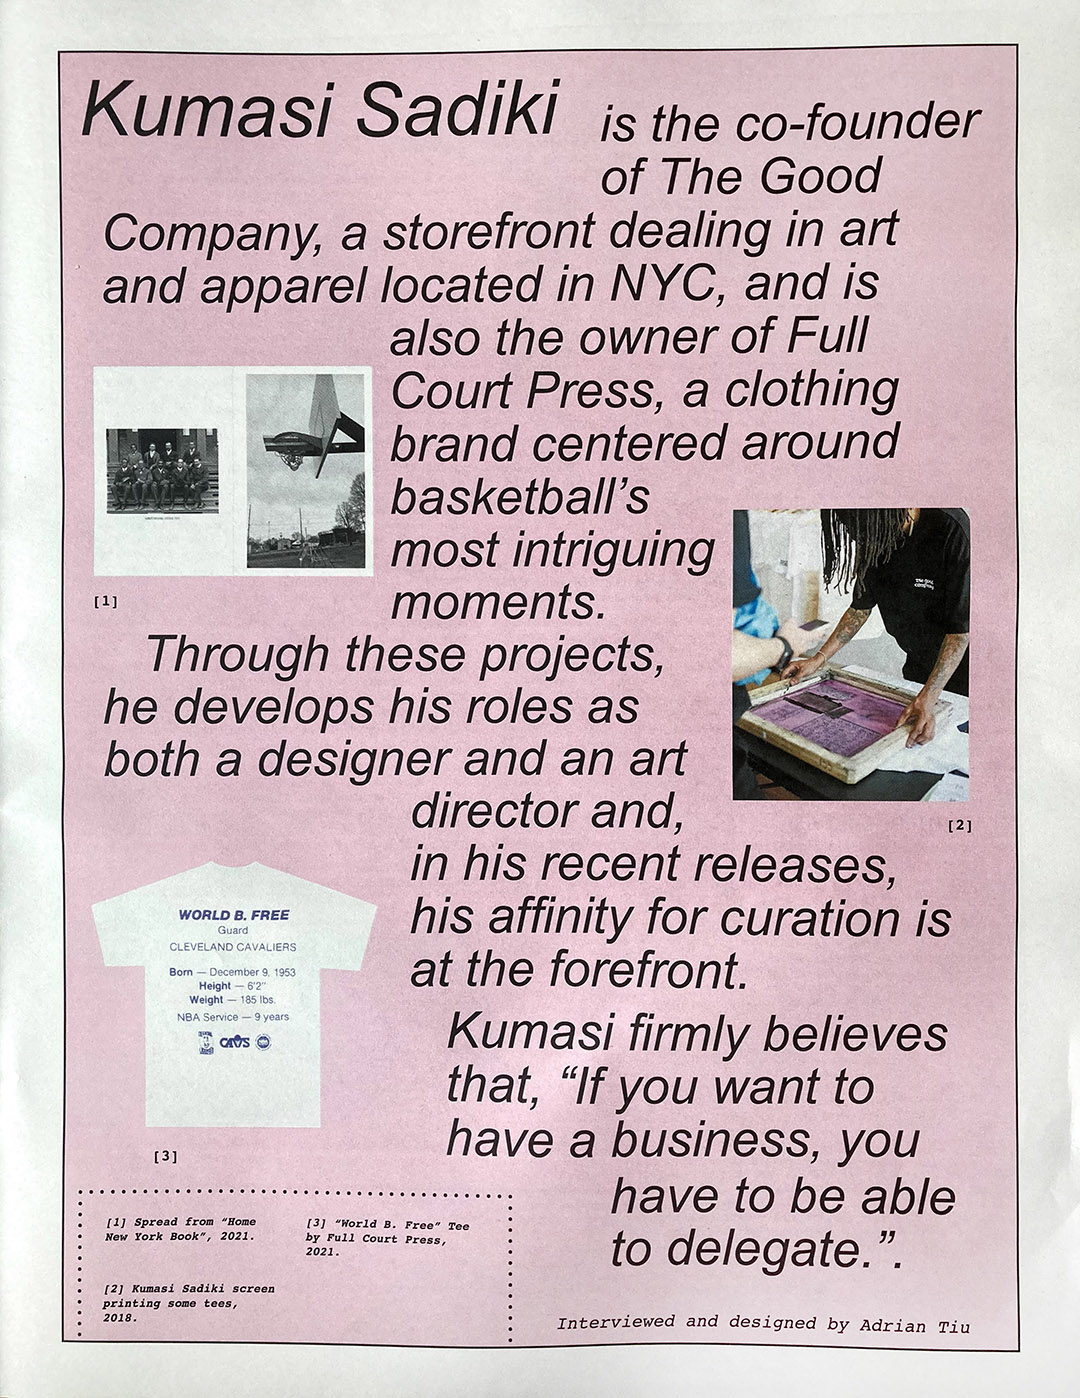 Kumasi Sadiki is the co-founder
of The Good
Company, a storefront dealing in art
and apparel located in NYC, and is
also the owner of Full
Court Press, a clothing
brand centered around
basketball’s
most intriguing
moments.
[1]
Through these projects,
he develops his roles as
both a designer and an art
director and,
in his recent releases,
his affinity for curation is
at the forefront.
The Good
Company
[2]
WORLD B. FREE
Guard
CLEVELAND CAVALIERS
Born — December 9, 1953
Height — 6'2"
Weight — 185 lbs.
NBA Service — 9 years
CAVS
[3]
Kumasi firmly believes
that, “If you want to
have a business, you
have to be able
to delegate.”.
[1] Spread from “Home
New York Book”, 2021.
[2] Kumasi Sadiki screen
printing some tees,
2018.
[3] “World B. Free” Tee
by Full Court Press,
2021.
Interviewed and designed by Adrian Tiu